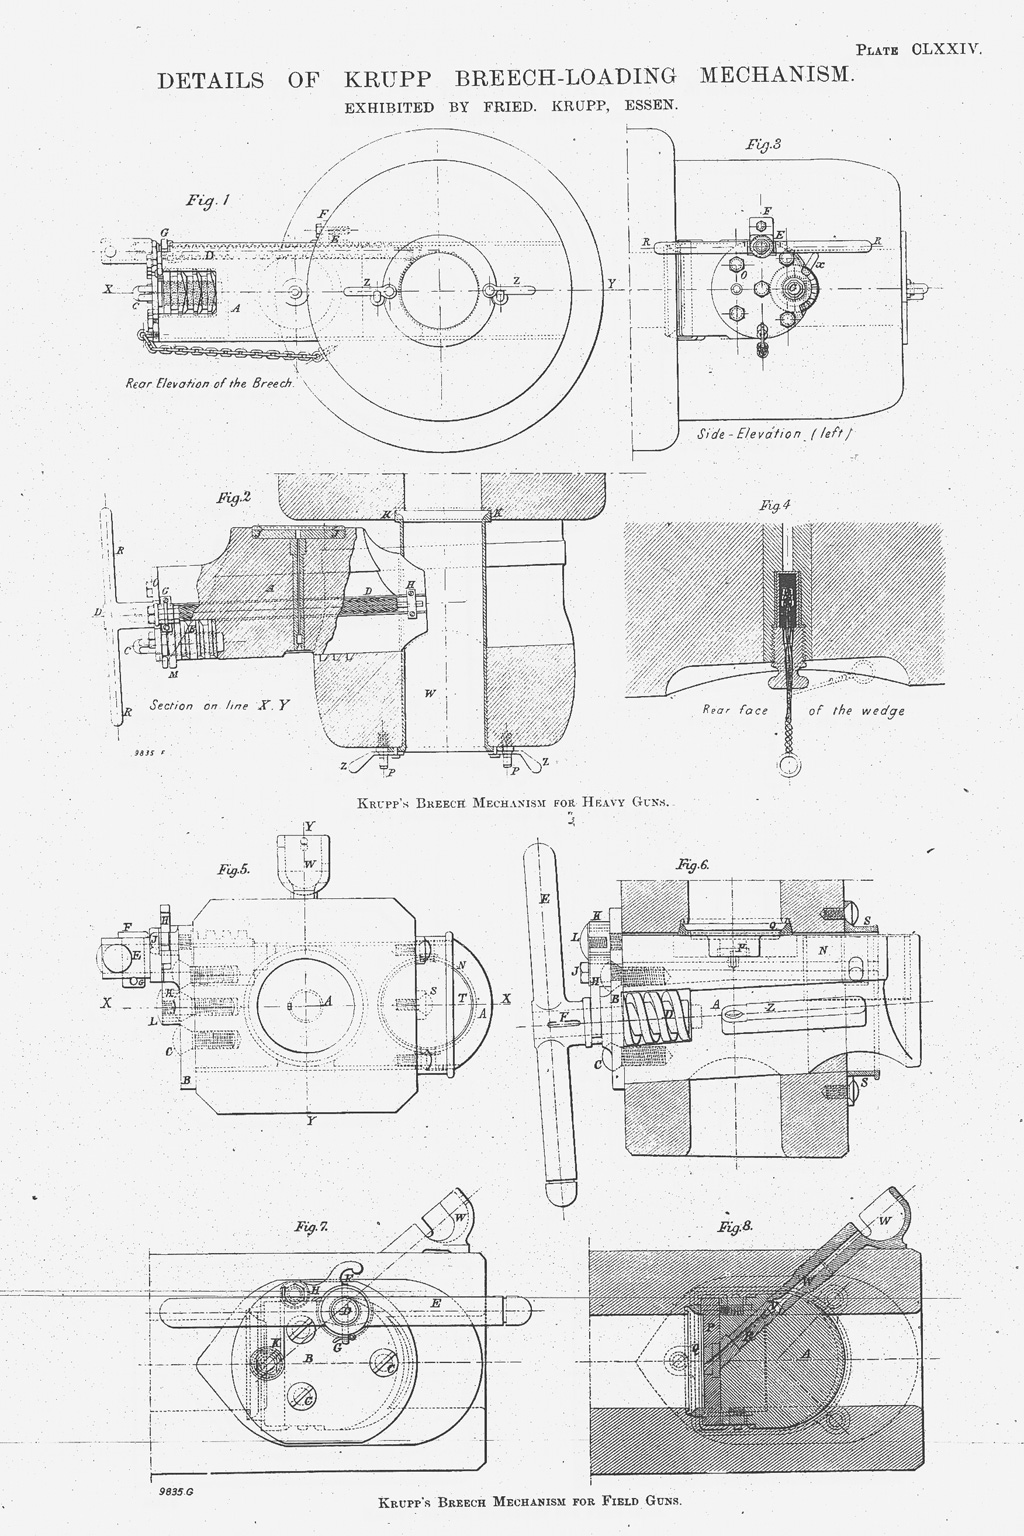 PLATE CLXXIV.
DETAILS OF KRUPP BREECH-LOADING MECHANISM.
EXHIBITED BY FRIED. KRUPP, ESSEN.
Fig. 1
Fig.3
F
E
G
D
X
C
A
Z
Z
Y
F
E
R
R
O
x
Rear Elevation of the Breech.
Side-Elevation. (left)
Fig.2
Fig.4
K
K
R
G
A
D
H
D
E
C
M
R
W
Z
P
P
Z
Section on line X.Y
Rear face of the wedge
9835 F
KRUPP'S BREECH MECHANISM FOR HEAVY GUNS.
Fig.5.
Fig.6.
Y
W
H
F
J
E
G
K
X
L
C
B
A
N
S
T
A
X
Y
E
K
L
J
H
B
F
C
D
A
Z
P
Q
N
S
S
Fig.7.
Fig.8.
W
H
F
D
E
K
G
B
C
C
W
W
P
Q
R
A
9835.G
KRUPP'S BREECH MECHANISM FOR FIELD GUNS.